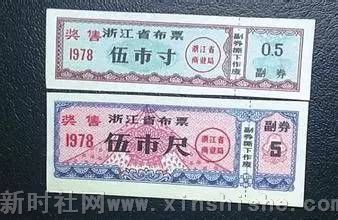 奖售 浙江省布票
1978 伍市寸
浙江省
商业局
副券撕下作废
0.5
副券
奖售 浙江省布票
1978 伍市尺
浙江省
商业局
副券撕下作废
副券
5
新时社网 www.xinshishe.com